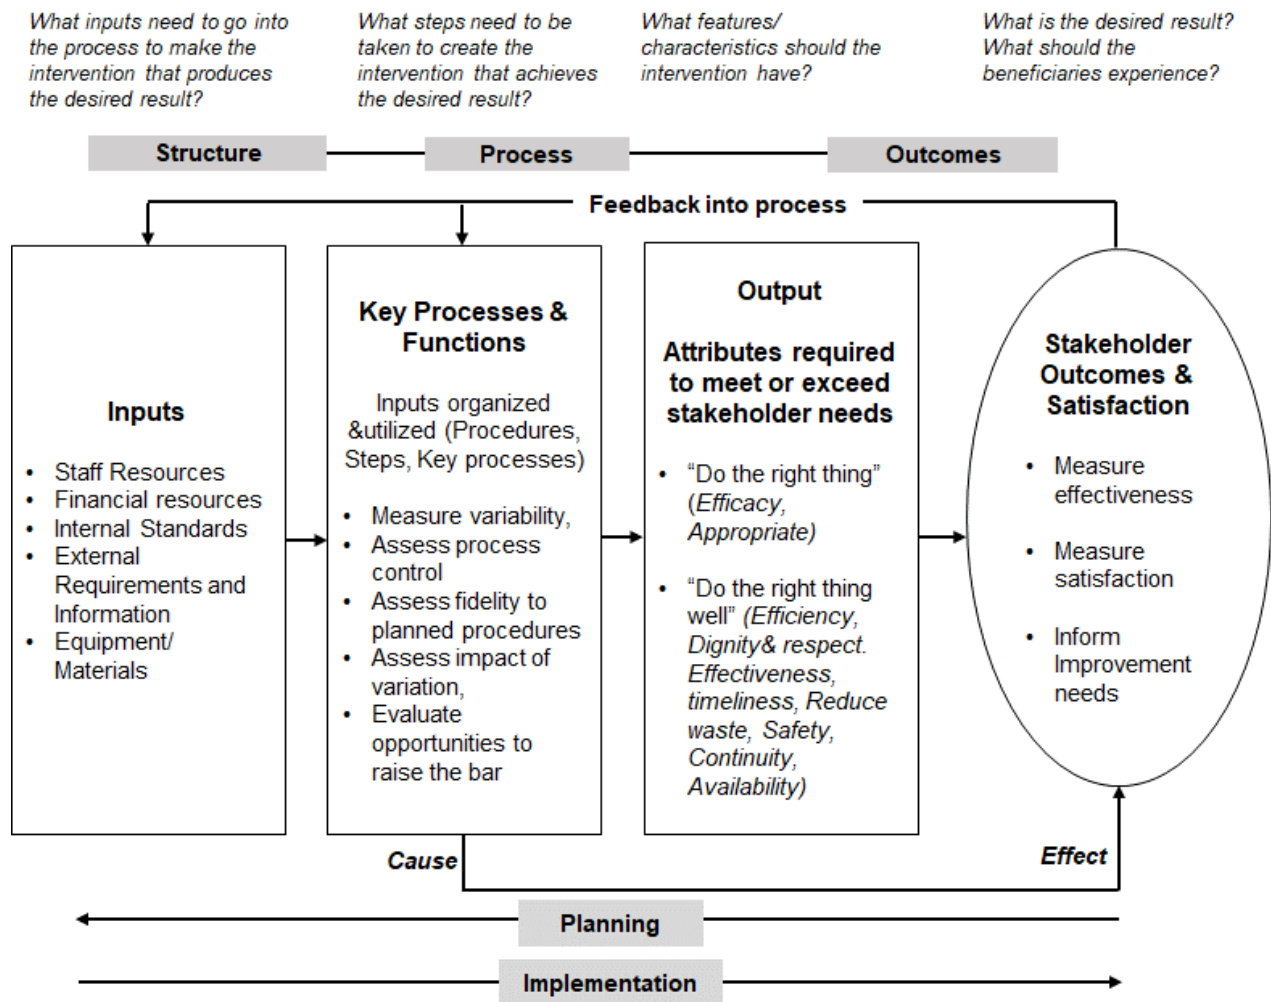 What inputs need to go into
the process to make the
intervention that produces
the desired result?
What steps need to be
taken to create the
intervention that achieves
the desired result?
What features/
characteristics should the
intervention have?
What is the desired result?
What should the
beneficiaries experience?
Structure
Process
Outcomes
Feedback into process
Inputs
• Staff Resources
• Financial resources
• Internal Standards
• External
Requirements and
Information
• Equipment/
Materials
Key Processes &
Functions
Inputs organized
&utilized (Procedures,
Steps, Key processes)
• Measure variability,
• Assess process
control
• Assess fidelity to
planned procedures
• Assess impact of
variation,
• Evaluate
opportunities to
raise the bar
Output
Attributes required
to meet or exceed
stakeholder needs
• “Do the right thing”
(Efficacy,
Appropriate)
• “Do the right thing
well” (Efficiency,
Dignity& respect.
Effectiveness,
timeliness, Reduce
waste, Safety,
Continuity,
Availability)
Stakeholder
Outcomes &
Satisfaction
• Measure
effectiveness
• Measure
satisfaction
• Inform
Improvement
needs
Cause
Effect
Planning
Implementation